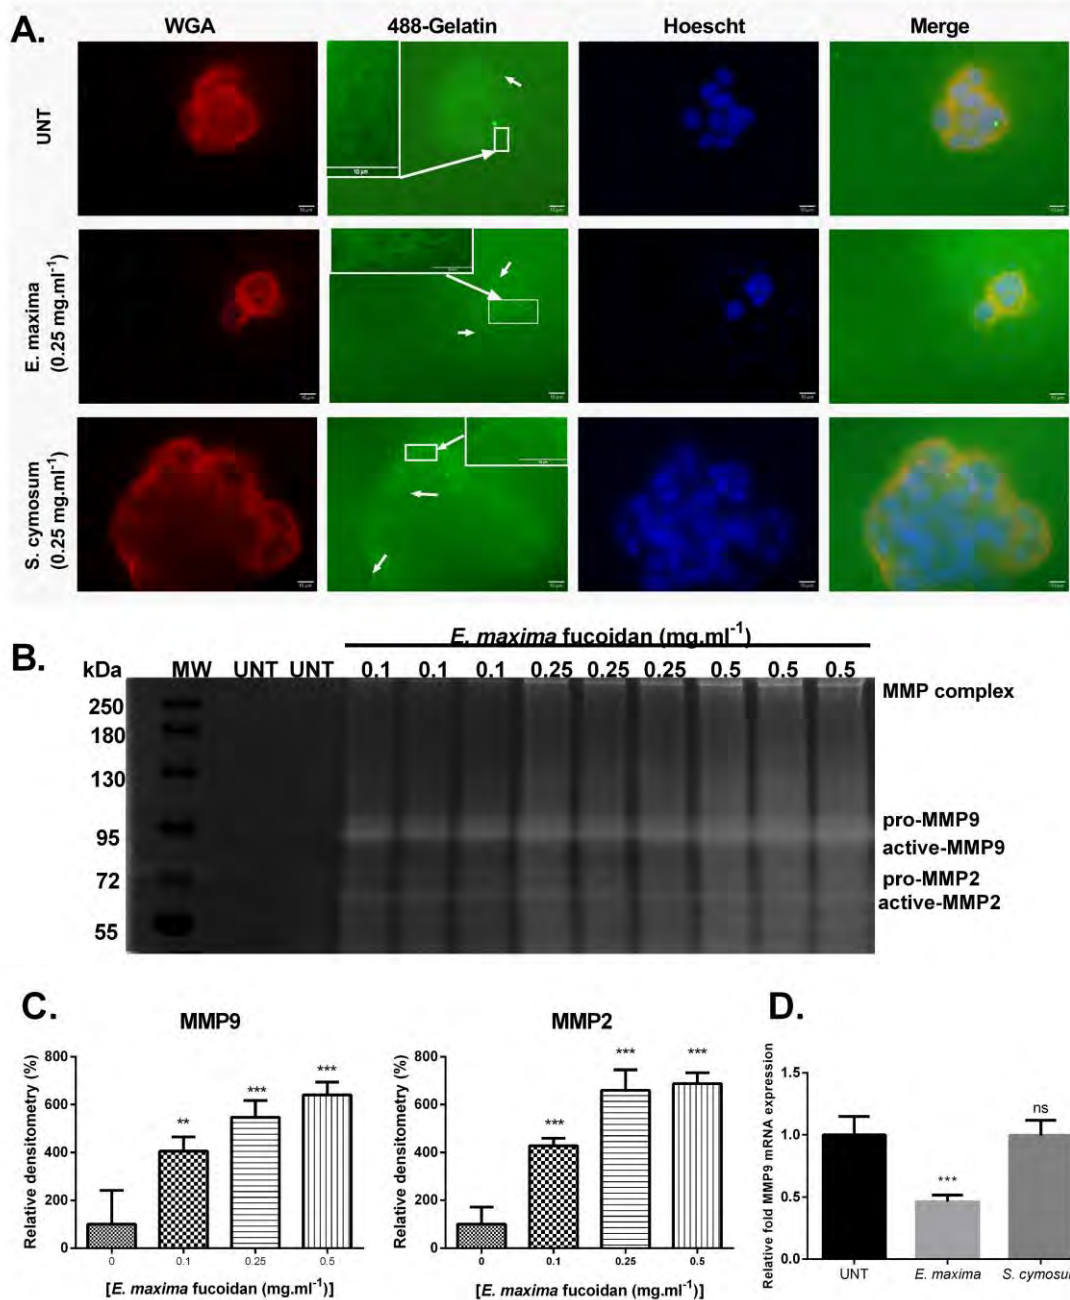 A.
WGA 488-Gelatin Hoescht Merge
UNT
10 µm
E. maxima
(0.25 mg.ml-1)
S. cymosum
(0.25 mg.ml-1)
B.
E. maxima fucoidan (mg.ml-1)
kDa MW UNT UNT 0.1 0.1 0.1 0.25 0.25 0.25 0.5 0.5 0.5
MMP complex
250
180
130
95
72
55
pro-MMP9
active-MMP9
pro-MMP2
active-MMP2
C.
MMP9
Relative densitometry (%)
800
600
400
200
0
**
***
***
0 0.1 0.25 0.5
[E. maxima fucoidan (mg.ml-1)]
MMP2
Relative densitometry (%)
800
600
400
200
0
***
***
***
0 0.1 0.25 0.5
[E. maxima fucoidan (mg.ml-1)]
D.
Relative fold MMP9 mRNA expression
1.5
1.0
0.5
0.0
***
ns
UNT E. maxima S. cymosum